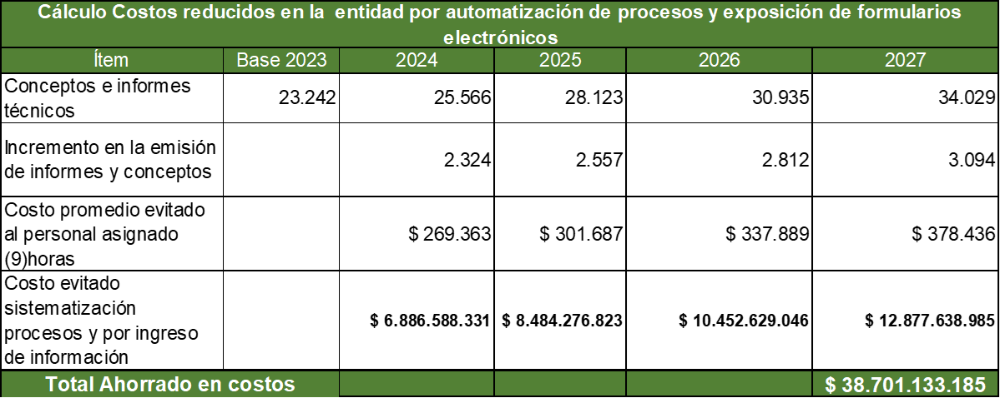 Cálculo Costos reducidos en la entidad por automatización de procesos y exposición de formularios
electrónicos
Ítem Base 2023 2024 2025 2026 2027
Conceptos e informes
técnicos
23.242 25.566 28.123 30.935 34.029
Incremento en la emisión
de informes y conceptos
2.324 2.557 2.812 3.094
Costo promedio evitado
al personal asignado
(9)horas
$ 269.363 $ 301.687 $ 337.889 $ 378.436
Costo evitado
sistematización
procesos y por ingreso
de información
$ 6.886.588.331 $ 8.484.276.823 $ 10.452.629.046 $ 12.877.638.985
Total Ahorrado en costos $ 38.701.133.185